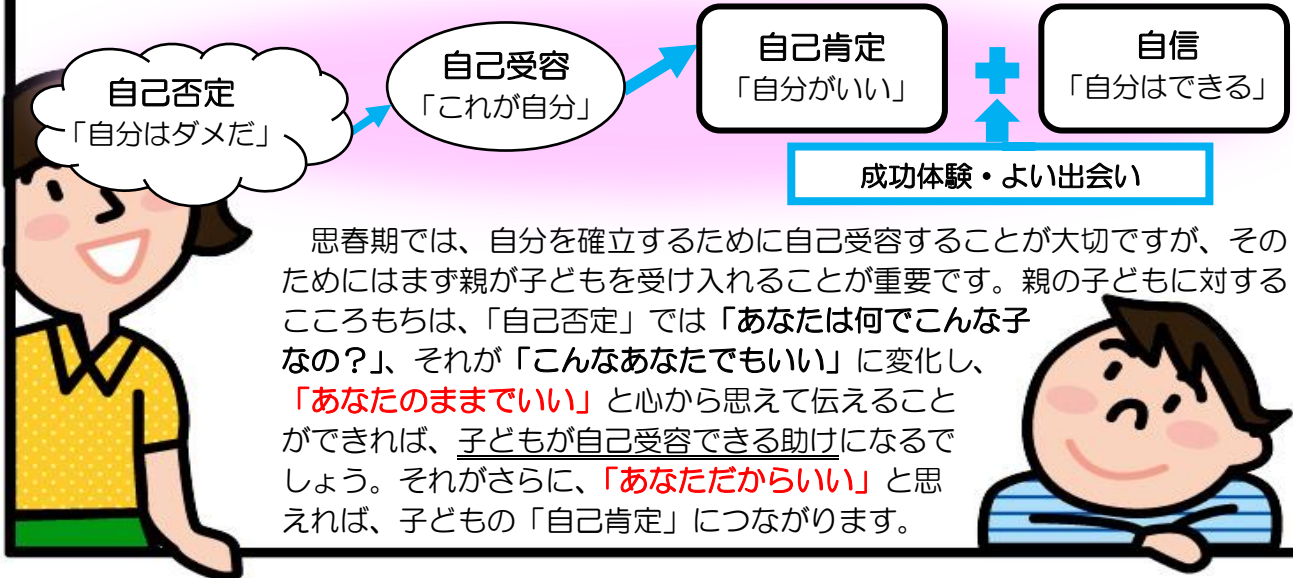 自己否定
「自分はダメだ」
自己受容
「これが自分」
自己肯定
「自分がいい」
自信
「自分はできる」
成功体験・よい出会い
思春期では、自分を確立するために自己受容することが大切ですが、その
ためにはまず親が子どもを受け入れることが重要です。親の子どもに対する
こころもちは、「自己否定」では「あなたは何でこんな子
なの?」、それが「こんなあなたでもいい」に変化し、
「あなたのままでいい」と心から思えて伝えること
ができれば、子どもが自己受容できる助けになるで
しょう。それがさらに、「あなただからいい」と思
えれば、子どもの「自己肯定」につながります。